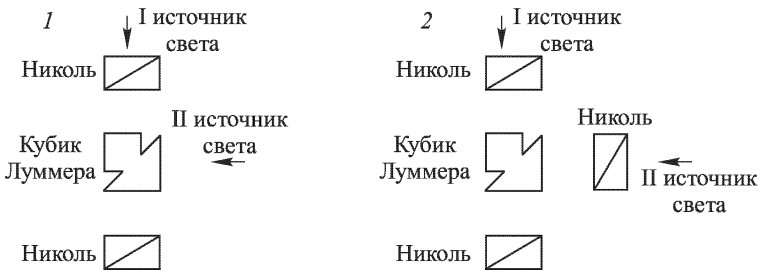 1
I источник
света
Николь
II источник
света
Кубик
Луммера
Николь
2
I источник
света
Николь
Николь
Кубик
Луммера
II источник
света
Николь